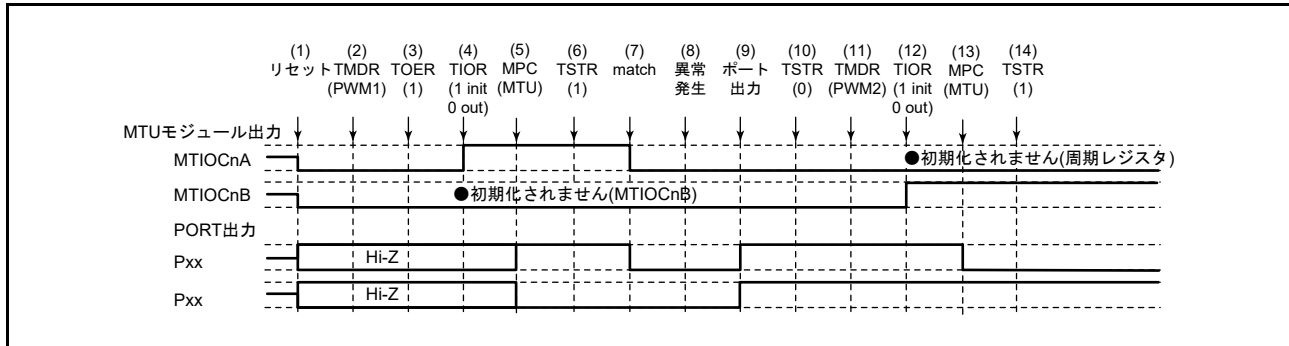 (1) (2) (3) (4) (5) (6) (7) (8) (9) (10) (11) (12) (13) (14)
リセット TMDR TOER TIOR MPC TSTR match 異常 ポート TSTR TMDR TIOR MPC TSTR
(PWM1) (1) (1 init (MTU) (1) 発生 出力 (0) (PWM2) (1 init (MTU) (1)
0 out) 0 out)
MTUモジュール出力
MTIOCnA ●初期化されません(周期レジスタ)
MTIOCnB ●初期化されません(MTIOCnB)
PORT出力
Pxx Hi-Z
Pxx Hi-Z